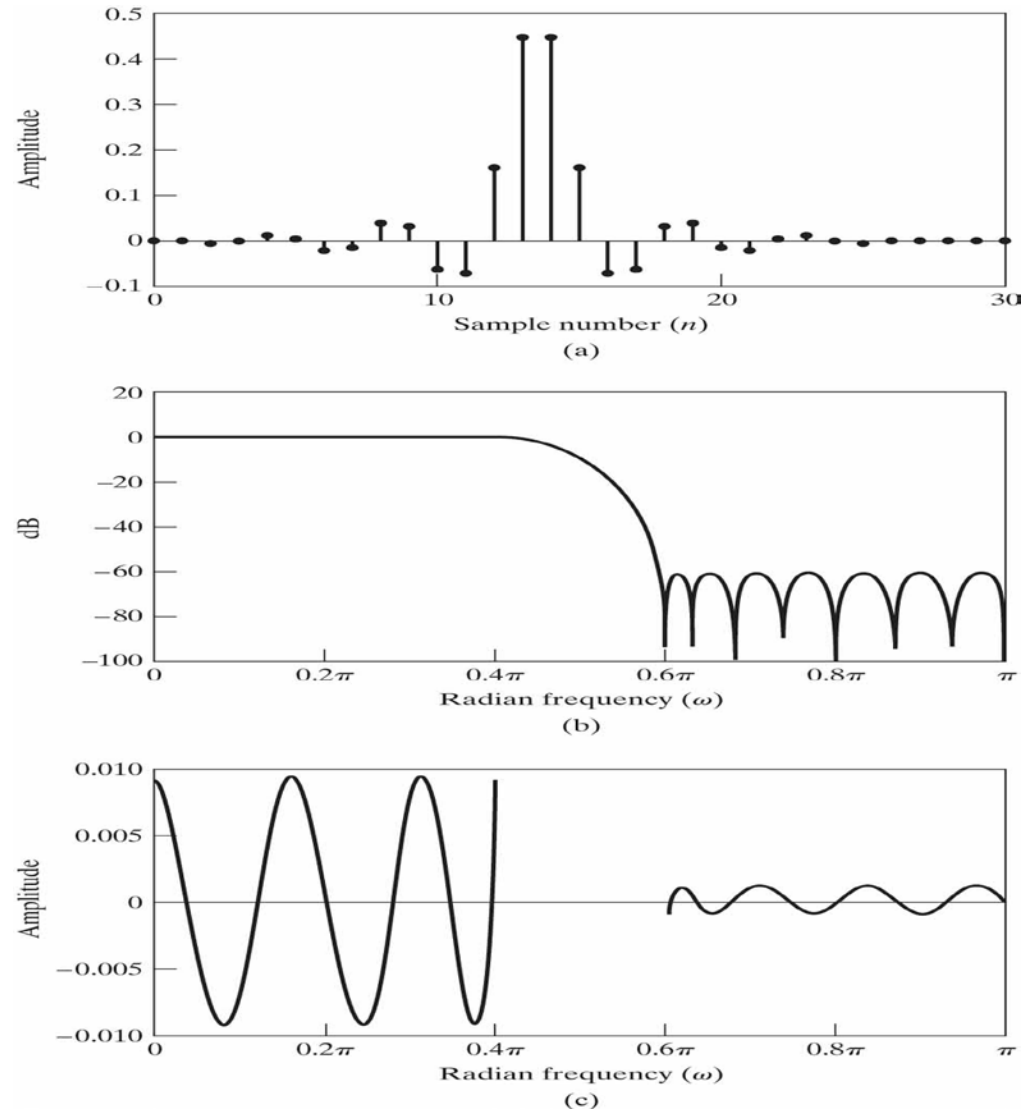 0.5
0.4
0.3
0.2
0.1
0
−0.1
Amplitude
0 10 20 30
Sample number (n)
(a)
20
0
−20
−40
−60
−80
−100
dB
0 0.2π 0.4π 0.6π 0.8π π
Radian frequency (ω)
(b)
0.010
0.005
0
−0.005
−0.010
Amplitude
0 0.2π 0.4π 0.6π 0.8π π
Radian frequency (ω)
(c)